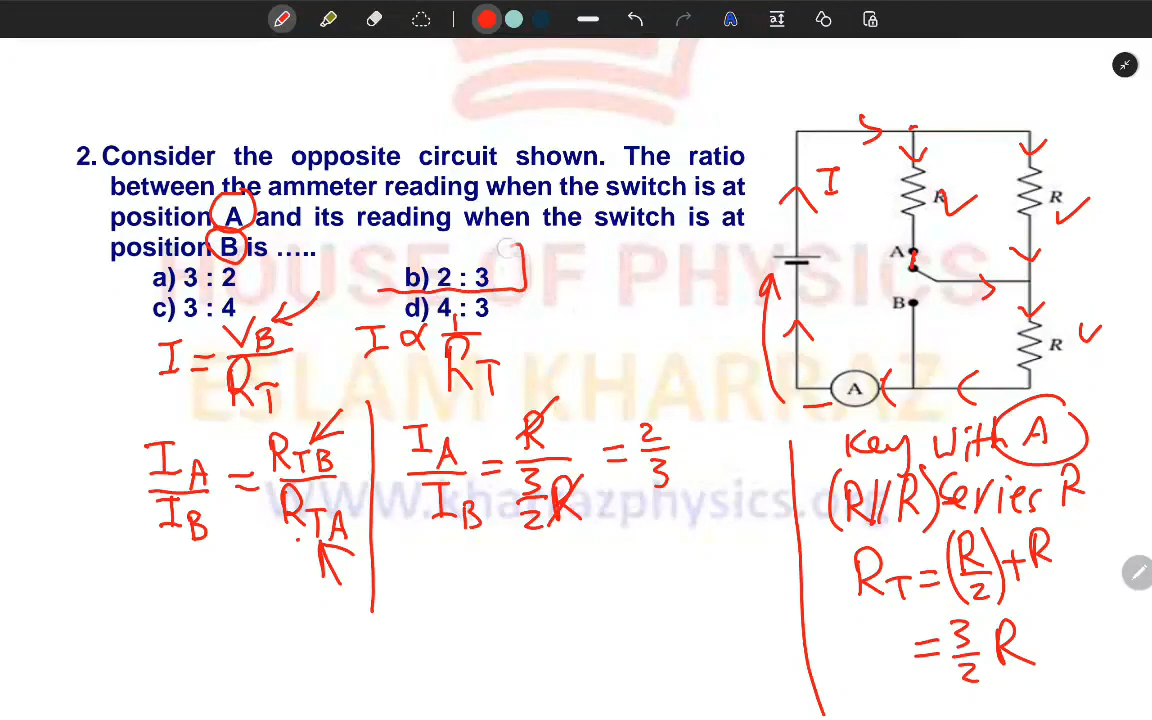 2. Consider the opposite circuit shown. The ratio
between the ammeter reading when the switch is at
position A and its reading when the switch is at
position B is .....
a) 3 : 2 b) 2 : 3
c) 3 : 4 d) 4 : 3
I = VB/RT I ∝ 1/RT
IA/IB = RTB/RTA
IA/IB = R/(3/2 R) = 2/3
I
R
R
A
B
R
A
Key with A
(R//R) series R
RT = (R/2) + R
= 3/2 R
HOUSE OF PHYSICS
ESLAM KHARRAZ
www.kharrazphysics.org